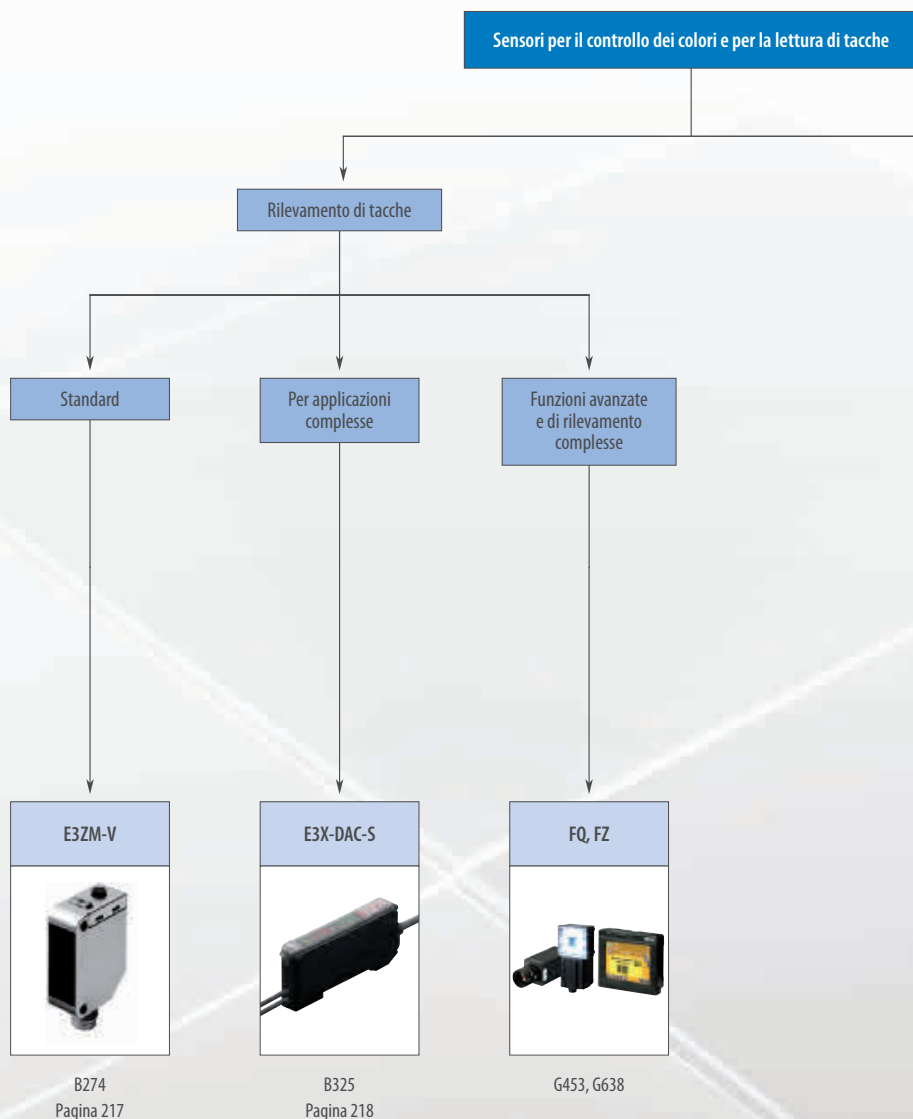 Sensori per il controllo dei colori e per la lettura di tacche
Rilevamento di tacche
Standard
Per applicazioni
complesse
Funzioni avanzate
e di rilevamento
complesse
E3ZM-V
E3X-DAC-S
FQ, FZ
B274
Pagina 217
B325
Pagina 218
G453, G638